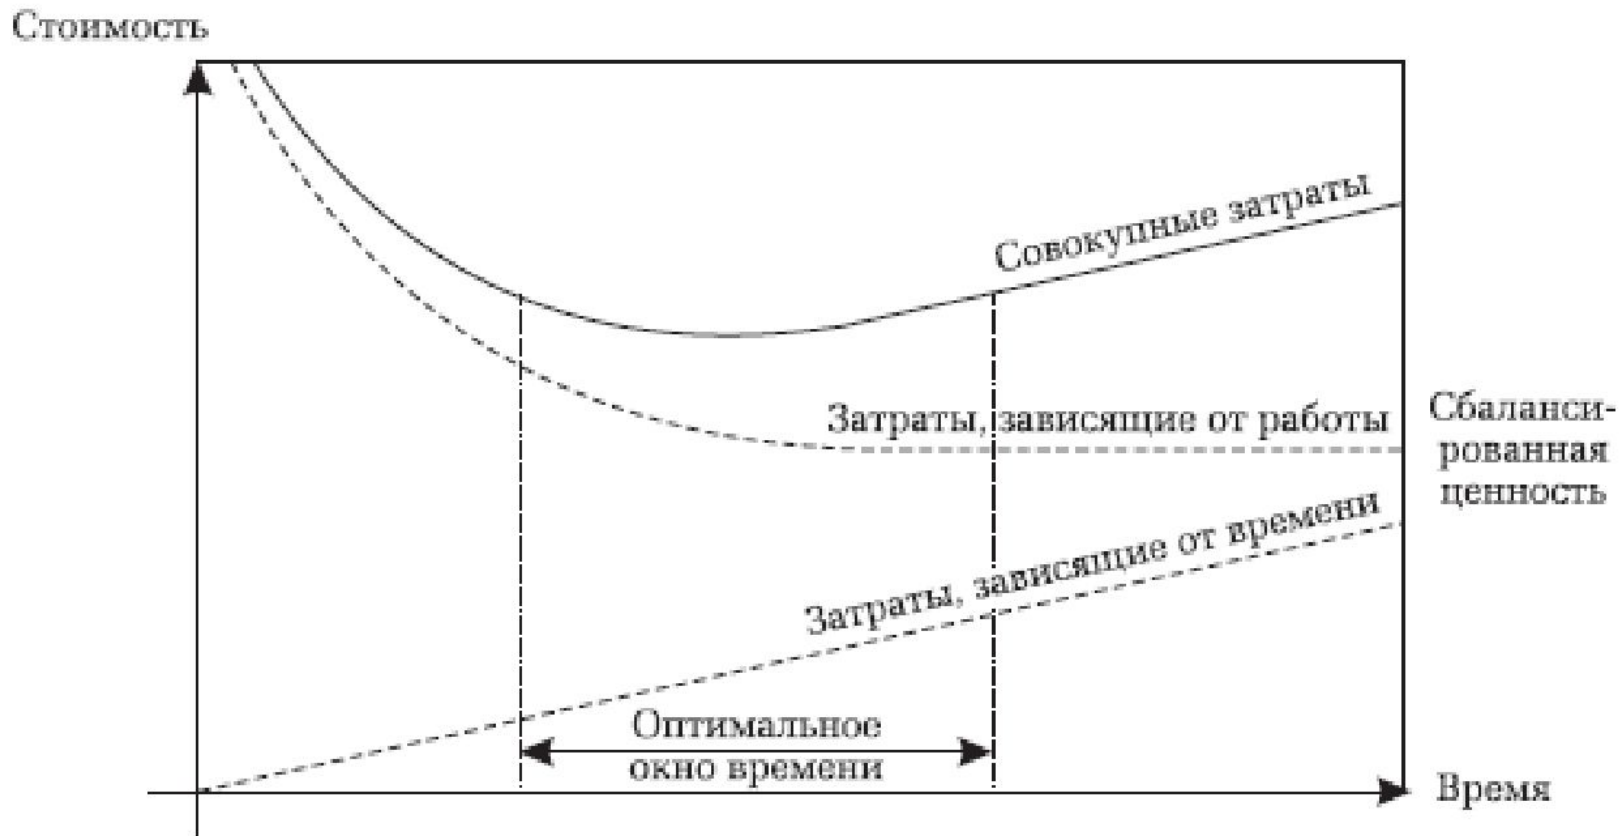 Стоимость
Совокупные затраты
Затраты, зависящие от работы
Сбаланси-
рованная
ценность
Затраты, зависящие от времени
Оптимальное
окно времени
Время